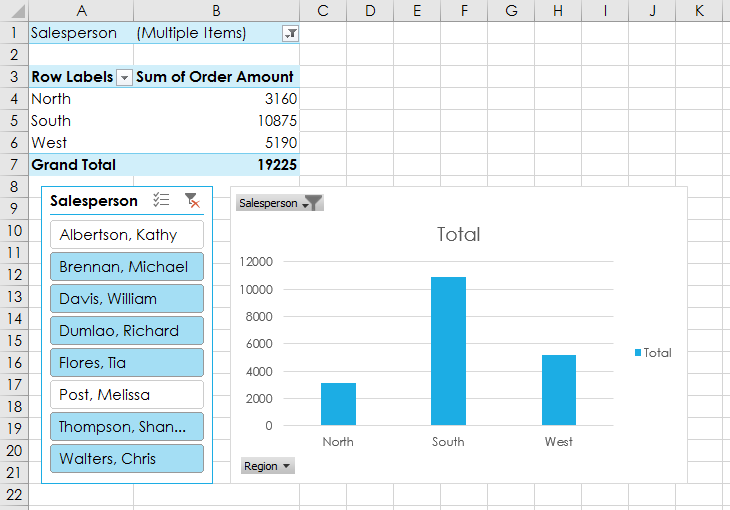 A B C D E F G H I J K
1 Salesperson (Multiple Items)
2
3 Row Labels Sum of Order Amount
4 North 3160
5 South 10875
6 West 5190
7 Grand Total 19225
8
9
10
11
12
13
14
15
16
17
18
19
20
21
22
Salesperson
Albertson, Kathy
Brennan, Michael
Davis, William
Dumlao, Richard
Flores, Tia
Post, Melissa
Thompson, Shan...
Walters, Chris
Salesperson
Total
12000
10000
8000
6000
4000
2000
0
North South West
Total
Region